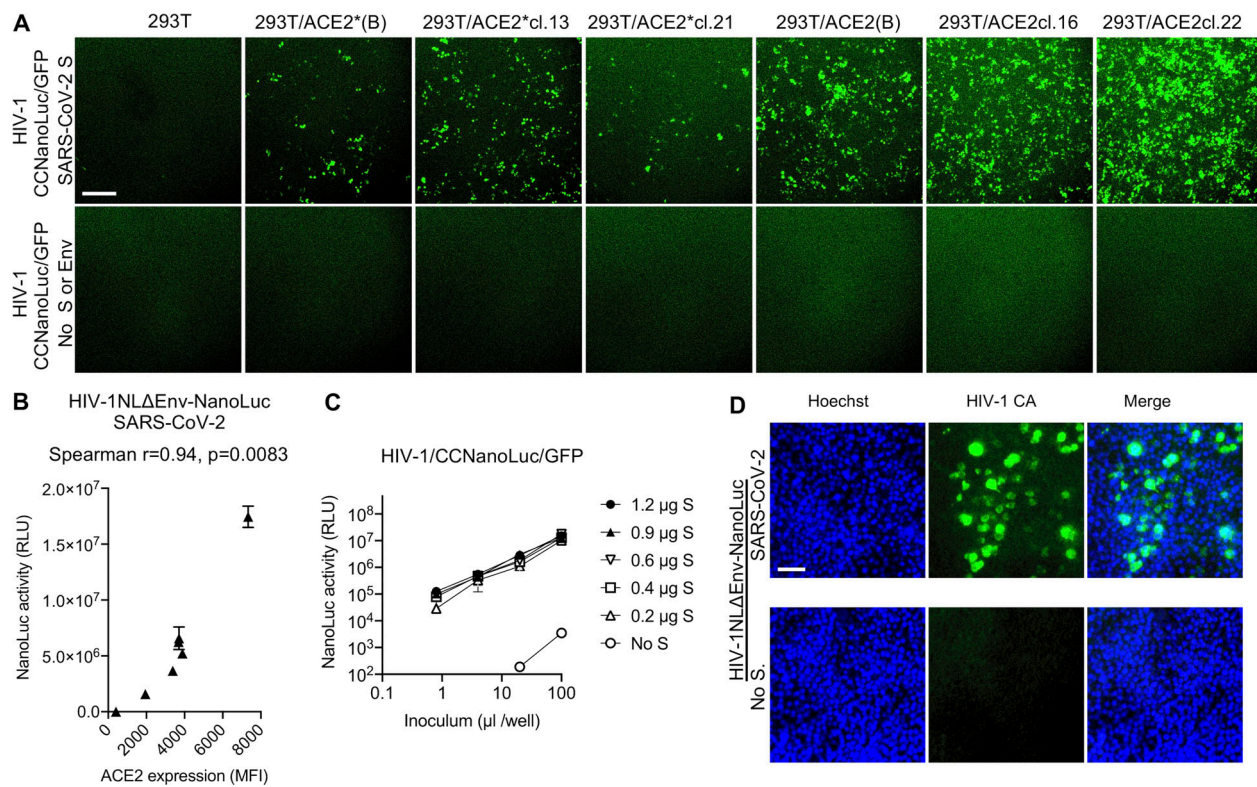 A
293T
293T/ACE2*(B)
293T/ACE2*cl.13
293T/ACE2*cl.21
293T/ACE2(B)
293T/ACE2cl.16
293T/ACE2cl.22
HIV-1
CCNanoLuc/GFP
SARS-CoV-2 S
HIV-1
CCNanoLuc/GFP
No S or Env
B
HIV-1NLΔEnv-NanoLuc
SARS-CoV-2
Spearman r=0.94, p=0.0083
NanoLuc activity (RLU)
2.0×10⁷
1.5×10⁷
1.0×10⁷
5.0×10⁶
0.0
0
2000
4000
6000
8000
ACE2 expression (MFI)
C
HIV-1/CCNanoLuc/GFP
NanoLuc activity (RLU)
10⁸
10⁷
10⁶
10⁵
10⁴
10³
10²
0.1
1
10
100
Inoculum (µl /well)
1.2 µg S
0.9 µg S
0.6 µg S
0.4 µg S
0.2 µg S
No S
D
Hoechst
HIV-1 CA
Merge
HIV-1NLΔEnv-NanoLuc
SARS-CoV-2
No S.